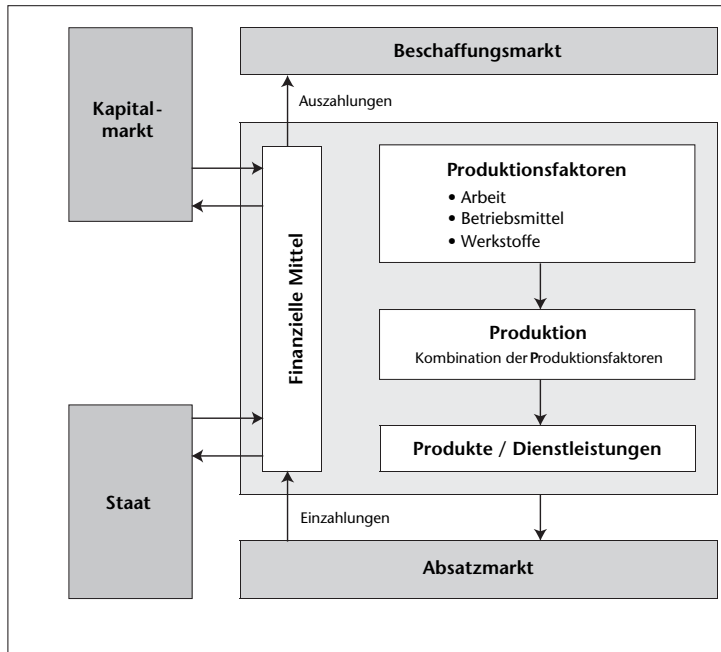 Beschaffungsmarkt
Kapital-
markt
Auszahlungen
Finanzielle Mittel
Produktionsfaktoren
• Arbeit
• Betriebsmittel
• Werkstoffe
Produktion
Kombination der Produktionsfaktoren
Produkte / Dienstleistungen
Staat
Einzahlungen
Absatzmarkt